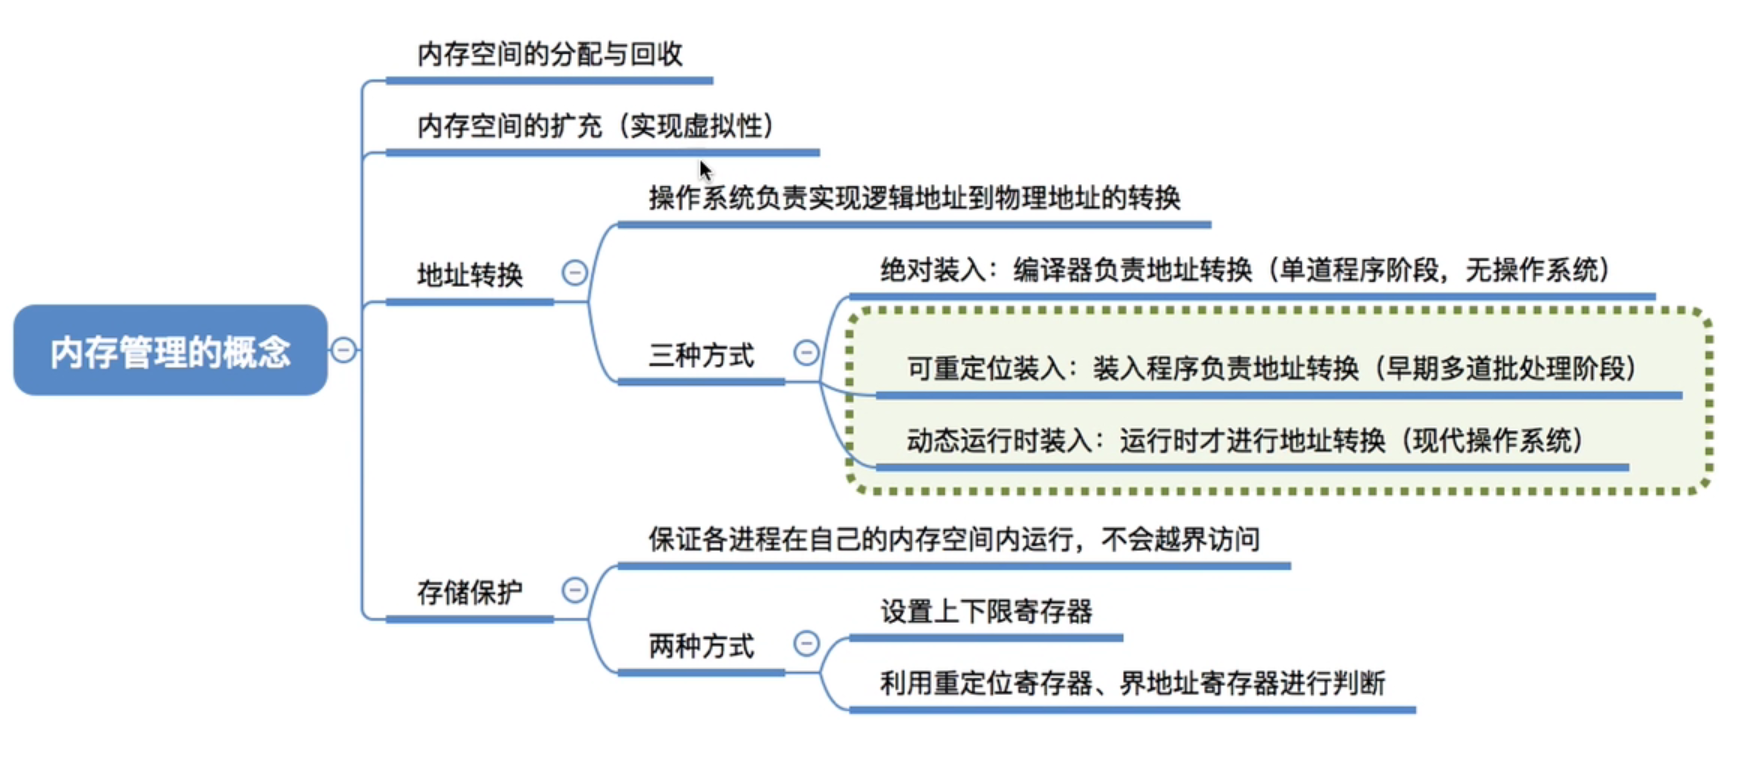 内存空间的分配与回收
内存空间的扩充（实现虚拟性）
操作系统负责实现逻辑地址到物理地址的转换
绝对装入：编译器负责地址转换（单道程序阶段，无操作系统）
地址转换
三种方式
可重定位装入：装入程序负责地址转换（早期多道批处理阶段）
动态运行时装入：运行时才进行地址转换（现代操作系统）
内存管理的概念
保证各进程在自己的内存空间内运行，不会越界访问
存储保护
设置上下限寄存器
两种方式
利用重定位寄存器、界地址寄存器进行判断